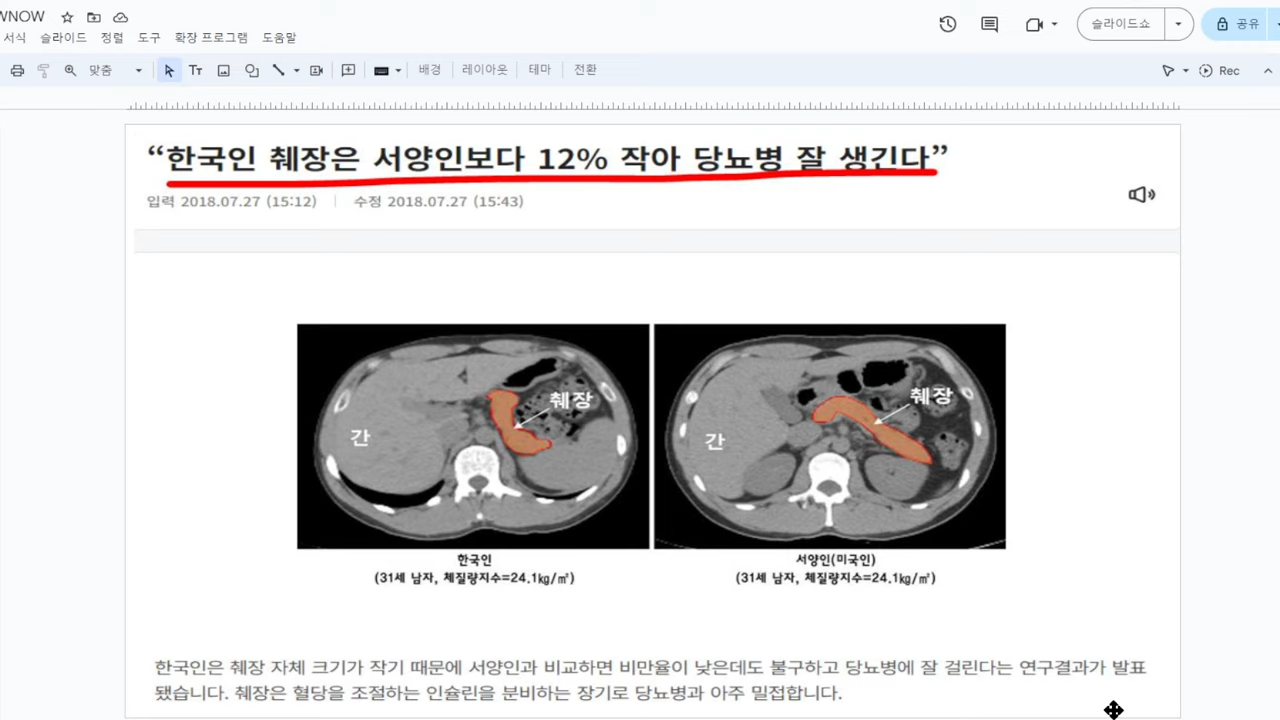 WNOW
슬라이드쇼
공유
서식 슬라이드 정렬 도구 확장 프로그램 도움말
맞춤
Tт
배경 레이아웃 테마 전환
Rec
“한국인 췌장은 서양인보다 12% 작아 당뇨병 잘 생긴다”
입력 2018.07.27 (15:12) | 수정 2018.07.27 (15:43)
췌장
간
췌장
간
한국인
(31세 남자, 체질량지수=24.1㎏/㎡)
서양인(미국인)
(31세 남자, 체질량지수=24.1㎏/㎡)
한국인은 췌장 자체 크기가 작기 때문에 서양인과 비교하면 비만율이 낮은데도 불구하고 당뇨병에 잘 걸린다는 연구결과가 발표
됐습니다. 췌장은 혈당을 조절하는 인슐린을 분비하는 장기로 당뇨병과 아주 밀접합니다.